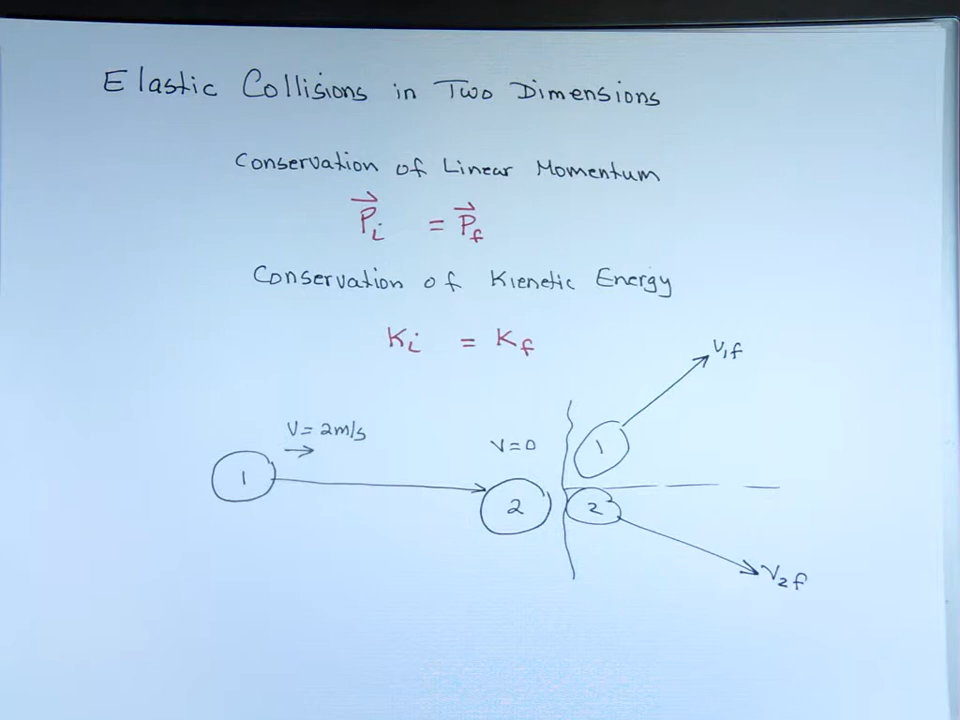 Elastic Collisions in Two Dimensions
Conservation of Linear Momentum
P⃗i = P⃗f
Conservation of Kienetic Energy
Ki = Kf
V1f
V = 2m/s
V = 0
1
1
2
2
V2f